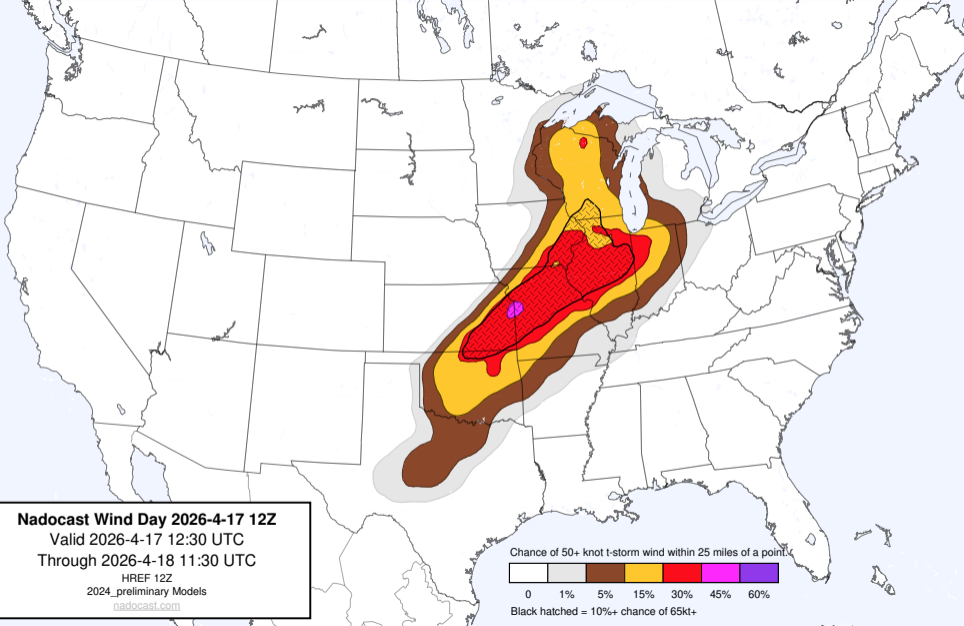 Nadocast Wind Day 2026-4-17 12Z
Valid 2026-4-17 12:30 UTC
Through 2026-4-18 11:30 UTC
HREF 12Z
2024_preliminary Models
nadocast.com
Chance of 50+ knot t-storm wind within 25 miles of a point.
0 1% 5% 15% 30% 45% 60%
Black hatched = 10%+ chance of 65kt+